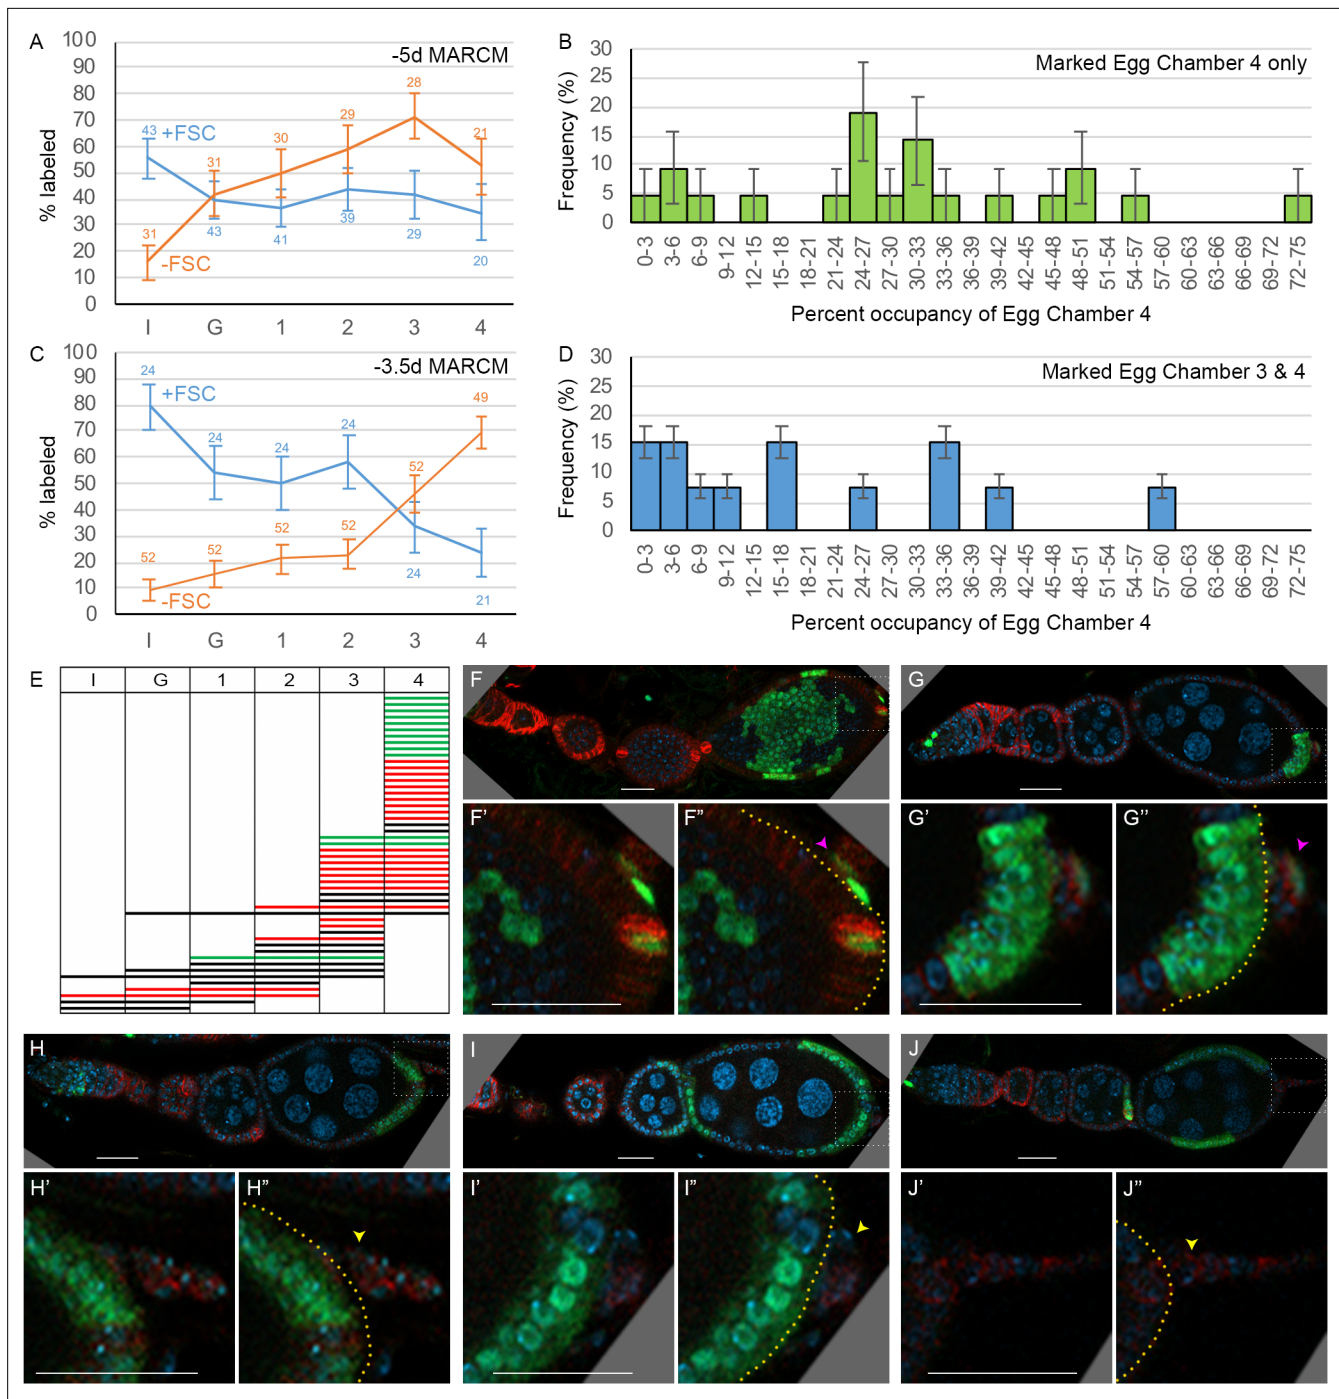 A
-5d MARCM
% labeled
100
90
80
70
60
50
40
30
20
10
0
43
+FSC
31
-FSC
31
43
30
41
29
39
28
29
21
20
I G 1 2 3 4
B
Marked Egg Chamber 4 only
Frequency (%)
30
25
20
15
10
5
0
0-3 3-6 6-9 9-12 12-15 15-18 18-21 21-24 24-27 27-30 30-33 33-36 36-39 39-42 42-45 45-48 48-51 51-54 54-57 57-60 60-63 63-66 66-69 69-72 72-75
Percent occupancy of Egg Chamber 4
C
-3.5d MARCM
% labeled
100
90
80
70
60
50
40
30
20
10
0
24
+FSC
52
-FSC
24
52
24
52
24
52
52
24
49
21
I G 1 2 3 4
D
Marked Egg Chamber 3 & 4
Frequency (%)
30
25
20
15
10
5
0
0-3 3-6 6-9 9-12 12-15 15-18 18-21 21-24 24-27 27-30 30-33 33-36 36-39 39-42 42-45 45-48 48-51 51-54 54-57 57-60 60-63 63-66 66-69 69-72 72-75
Percent occupancy of Egg Chamber 4
E
I G 1 2 3 4
F
G
F'
F"
G'
G"
H
I
J
H'
H"
I'
I"
J'
J"